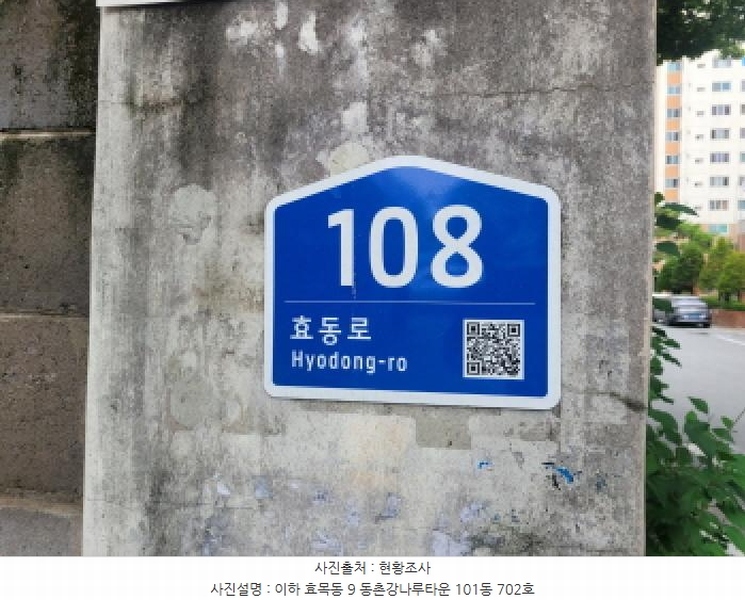 108
효동로
Hyodong-ro
사진출처 : 현황조사
사진설명 : 이하 효목동 9 동촌강나루타운 101동 702호